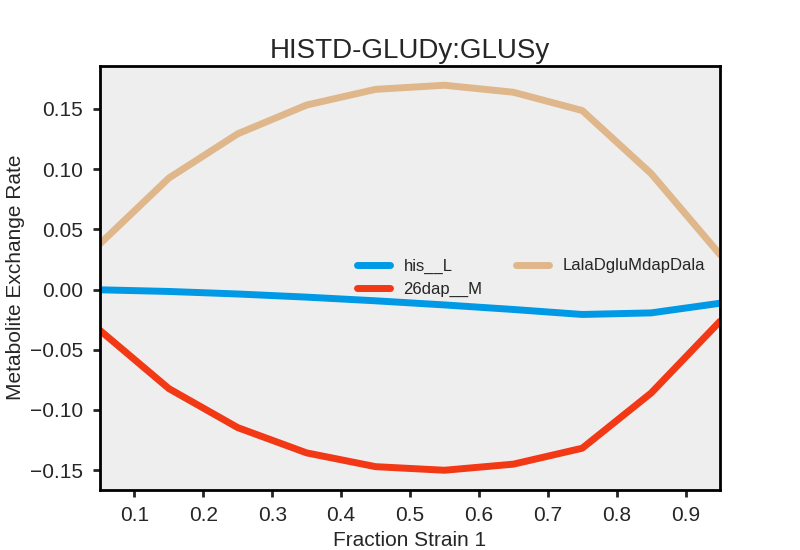 HISTD-GLUDy:GLUSy
Metabolite Exchange Rate
0.15
0.10
0.05
0.00
−0.05
−0.10
−0.15
his__L
26dap__M
LalaDgluMdapDala
0.1 0.2 0.3 0.4 0.5 0.6 0.7 0.8 0.9
Fraction Strain 1